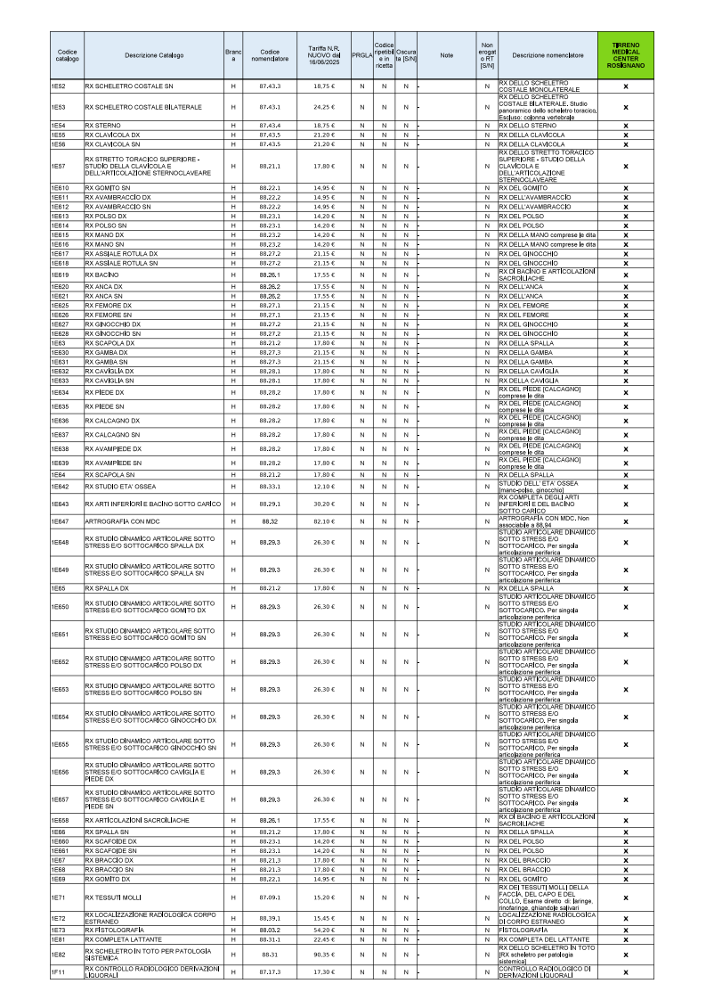 Codice catalogo | Descrizione Catalogo | Branca | Codice nomenclatore | Tariffa N.R. NUOVO dal 16/06/2025 | PRGLA | Codice ripetibile in ricetta | Oscurata [S/N] | Note | Non erogato RT [S/N] | Descrizione nomenclatore | TIRRENO MEDICAL CENTER ROSIGNANO
1E52 | RX SCHELETRO COSTALE SN | H | 87.43.3 | 18,75 € | N | N | N | - | N | RX DELLO SCHELETRO COSTALE MONOLATERALE | X
1E53 | RX SCHELETRO COSTALE BILATERALE | H | 87.43.1 | 24,25 € | N | N | N | - | N | RX DELLO SCHELETRO COSTALE BILATERALE. Studio panoramico dello scheletro toracico. Escluso: colonna vertebrale | X
1E54 | RX STERNO | H | 87.43.4 | 18,75 € | N | N | N | - | N | RX DELLO STERNO | X
1E55 | RX CLAVICOLA DX | H | 87.43.5 | 21,20 € | N | N | N | - | N | RX DELLA CLAVICOLA | X
1E56 | RX CLAVICOLA SN | H | 87.43.5 | 21,20 € | N | N | N | - | N | RX DELLA CLAVICOLA | X
1E57 | RX STRETTO TORACICO SUPERIORE - STUDIO DELLA CLAVICOLA E DELL'ARTICOLAZIONE STERNOCLAVEARE | H | 88.21.1 | 17,80 € | N | N | N | - | N | RX DELLO STRETTO TORACICO SUPERIORE - STUDIO DELLA CLAVICOLA E DELL'ARTICOLAZIONE STERNOCLAVEARE | X
1E610 | RX GOMITO SN | H | 88.22.1 | 14,95 € | N | N | N | - | N | RX DEL GOMITO | X
1E611 | RX AVAMBRACCIO DX | H | 88.22.2 | 14,95 € | N | N | N | - | N | RX DELL'AVAMBRACCIO | X
1E612 | RX AVAMBRACCIO SN | H | 88.22.2 | 14,95 € | N | N | N | - | N | RX DELL'AVAMBRACCIO | X
1E613 | RX POLSO DX | H | 88.23.1 | 14,20 € | N | N | N | - | N | RX DEL POLSO | X
1E614 | RX POLSO SN | H | 88.23.1 | 14,20 € | N | N | N | - | N | RX DEL POLSO | X
1E615 | RX MANO DX | H | 88.23.2 | 14,20 € | N | N | N | - | N | RX DELLA MANO comprese le dita | X
1E616 | RX MANO SN | H | 88.23.2 | 14,20 € | N | N | N | - | N | RX DELLA MANO comprese le dita | X
1E617 | RX ASSIALE ROTULA DX | H | 88.27.2 | 21,15 € | N | N | N | - | N | RX DEL GINOCCHIO | X
1E618 | RX ASSIALE ROTULA SN | H | 88.27.2 | 21,15 € | N | N | N | - | N | RX DEL GINOCCHIO | X
1E619 | RX BACINO | H | 88.26.1 | 17,55 € | N | N | N | - | N | RX DI BACINO E ARTICOLAZIONI SACROILIACHE | X
1E620 | RX ANCA DX | H | 88.26.2 | 17,55 € | N | N | N | - | N | RX DELL'ANCA | X
1E621 | RX ANCA SN | H | 88.26.2 | 17,55 € | N | N | N | - | N | RX DELL'ANCA | X
1E625 | RX FEMORE DX | H | 88.27.1 | 21,15 € | N | N | N | - | N | RX DEL FEMORE | X
1E626 | RX FEMORE SN | H | 88.27.1 | 21,15 € | N | N | N | - | N | RX DEL FEMORE | X
1E627 | RX GINOCCHIO DX | H | 88.27.2 | 21,15 € | N | N | N | - | N | RX DEL GINOCCHIO | X
1E628 | RX GINOCCHIO SN | H | 88.27.2 | 21,15 € | N | N | N | - | N | RX DEL GINOCCHIO | X
1E63 | RX SCAPOLA DX | H | 88.21.2 | 17,80 € | N | N | N | - | N | RX DELLA SPALLA | X
1E630 | RX GAMBA DX | H | 88.27.3 | 21,15 € | N | N | N | - | N | RX DELLA GAMBA | X
1E631 | RX GAMBA SN | H | 88.27.3 | 21,15 € | N | N | N | - | N | RX DELLA GAMBA | X
1E632 | RX CAVIGLIA DX | H | 88.28.1 | 17,80 € | N | N | N | - | N | RX DELLA CAVIGLIA | X
1E633 | RX CAVIGLIA SN | H | 88.28.1 | 17,80 € | N | N | N | - | N | RX DELLA CAVIGLIA | X
1E634 | RX PIEDE DX | H | 88.28.2 | 17,80 € | N | N | N | - | N | RX DEL PIEDE [CALCAGNO] comprese le dita | X
1E635 | RX PIEDE SN | H | 88.28.2 | 17,80 € | N | N | N | - | N | RX DEL PIEDE [CALCAGNO] comprese le dita | X
1E636 | RX CALCAGNO DX | H | 88.28.2 | 17,80 € | N | N | N | - | N | RX DEL PIEDE [CALCAGNO] comprese le dita | X
1E637 | RX CALCAGNO SN | H | 88.28.2 | 17,80 € | N | N | N | - | N | RX DEL PIEDE [CALCAGNO] comprese le dita | X
1E638 | RX AVAMPIEDE DX | H | 88.28.2 | 17,80 € | N | N | N | - | N | RX DEL PIEDE [CALCAGNO] comprese le dita | X
1E639 | RX AVAMPIEDE SN | H | 88.28.2 | 17,80 € | N | N | N | - | N | RX DEL PIEDE [CALCAGNO] comprese le dita | X
1E64 | RX SCAPOLA SN | H | 88.21.2 | 17,80 € | N | N | N | - | N | RX DELLA SPALLA | X
1E642 | RX STUDIO ETA' OSSEA | H | 88.33.1 | 12,10 € | N | N | N | - | N | STUDIO DELL' ETA' OSSEA [mano-polso, ginocchio] | X
1E643 | RX ARTI INFERIORI E BACINO SOTTO CARICO | H | 88.29.1 | 30,20 € | N | N | N | - | N | RX COMPLETA DEGLI ARTI INFERIORI E DEL BACINO SOTTO CARICO | X
1E647 | ARTROGRAFIA CON MDC | H | 88.32 | 82,10 € | N | N | N | - | N | ARTROGRAFIA CON MDC. Non associabile a 88.94 | X
1E648 | RX STUDIO DINAMICO ARTICOLARE SOTTO STRESS E/O SOTTOCARICO SPALLA DX | H | 88.29.3 | 26,30 € | N | N | N | - | N | STUDIO ARTICOLARE DINAMICO SOTTO STRESS E/O SOTTOCARICO. Per singola articolazione periferica | X
1E649 | RX STUDIO DINAMICO ARTICOLARE SOTTO STRESS E/O SOTTOCARICO SPALLA SN | H | 88.29.3 | 26,30 € | N | N | N | - | N | STUDIO ARTICOLARE DINAMICO SOTTO STRESS E/O SOTTOCARICO. Per singola articolazione periferica | X
1E65 | RX SPALLA DX | H | 88.21.2 | 17,80 € | N | N | N | - | N | RX DELLA SPALLA | X
1E650 | RX STUDIO DINAMICO ARTICOLARE SOTTO STRESS E/O SOTTOCARICO GOMITO DX | H | 88.29.3 | 26,30 € | N | N | N | - | N | STUDIO ARTICOLARE DINAMICO SOTTO STRESS E/O SOTTOCARICO. Per singola articolazione periferica | X
1E651 | RX STUDIO DINAMICO ARTICOLARE SOTTO STRESS E/O SOTTOCARICO GOMITO SN | H | 88.29.3 | 26,30 € | N | N | N | - | N | STUDIO ARTICOLARE DINAMICO SOTTO STRESS E/O SOTTOCARICO. Per singola articolazione periferica | X
1E652 | RX STUDIO DINAMICO ARTICOLARE SOTTO STRESS E/O SOTTOCARICO POLSO DX | H | 88.29.3 | 26,30 € | N | N | N | - | N | STUDIO ARTICOLARE DINAMICO SOTTO STRESS E/O SOTTOCARICO. Per singola articolazione periferica | X
1E653 | RX STUDIO DINAMICO ARTICOLARE SOTTO STRESS E/O SOTTOCARICO POLSO SN | H | 88.29.3 | 26,30 € | N | N | N | - | N | STUDIO ARTICOLARE DINAMICO SOTTO STRESS E/O SOTTOCARICO. Per singola articolazione periferica | X
1E654 | RX STUDIO DINAMICO ARTICOLARE SOTTO STRESS E/O SOTTOCARICO GINOCCHIO DX | H | 88.29.3 | 26,30 € | N | N | N | - | N | STUDIO ARTICOLARE DINAMICO SOTTO STRESS E/O SOTTOCARICO. Per singola articolazione periferica | X
1E655 | RX STUDIO DINAMICO ARTICOLARE SOTTO STRESS E/O SOTTOCARICO GINOCCHIO SN | H | 88.29.3 | 26,30 € | N | N | N | - | N | STUDIO ARTICOLARE DINAMICO SOTTO STRESS E/O SOTTOCARICO. Per singola articolazione periferica | X
1E656 | RX STUDIO DINAMICO ARTICOLARE SOTTO STRESS E/O SOTTOCARICO CAVIGLIA E PIEDE DX | H | 88.29.3 | 26,30 € | N | N | N | - | N | STUDIO ARTICOLARE DINAMICO SOTTO STRESS E/O SOTTOCARICO. Per singola articolazione periferica | X
1E657 | RX STUDIO DINAMICO ARTICOLARE SOTTO STRESS E/O SOTTOCARICO CAVIGLIA E PIEDE SN | H | 88.29.3 | 26,30 € | N | N | N | - | N | STUDIO ARTICOLARE DINAMICO SOTTO STRESS E/O SOTTOCARICO. Per singola articolazione periferica | X
1E658 | RX ARTICOLAZIONI SACROILIACHE | H | 88.26.1 | 17,55 € | N | N | N | - | N | RX DI BACINO E ARTICOLAZIONI SACROILIACHE | X
1E66 | RX SPALLA SN | H | 88.21.2 | 17,80 € | N | N | N | - | N | RX DELLA SPALLA | X
1E660 | RX SCAFOIDE DX | H | 88.23.1 | 14,20 € | N | N | N | - | N | RX DEL POLSO | X
1E661 | RX SCAFOIDE SN | H | 88.23.1 | 14,20 € | N | N | N | - | N | RX DEL POLSO | X
1E67 | RX BRACCIO DX | H | 88.21.3 | 17,80 € | N | N | N | - | N | RX DEL BRACCIO | X
1E68 | RX BRACCIO SN | H | 88.21.3 | 17,80 € | N | N | N | - | N | RX DEL BRACCIO | X
1E69 | RX GOMITO DX | H | 88.22.1 | 14,95 € | N | N | N | - | N | RX DEL GOMITO | X
1E71 | RX TESSUTI MOLLI | H | 87.09.1 | 15,20 € | N | N | N | - | N | RX DEI TESSUTI MOLLI DELLA FACCIA, DEL CAPO E DEL COLLO. Esame diretto di: laringe, rinofaringe, ghiandole salivari | X
1E72 | RX LOCALIZZAZIONE RADIOLOGICA CORPO ESTRANEO | H | 88.39.1 | 15,45 € | N | N | N | - | N | LOCALIZZAZIONE RADIOLOGICA DI CORPO ESTRANEO | X
1E73 | RX FISTOLOGRAFIA | H | 88.03.2 | 54,20 € | N | N | N | - | N | FISTOLOGRAFIA | X
1E81 | RX COMPLETA LATTANTE | H | 88.31.1 | 22,45 € | N | N | N | - | N | RX COMPLETA DEL LATTANTE | X
1E82 | RX SCHELETRO IN TOTO PER PATOLOGIA SISTEMICA | H | 88.31 | 90,35 € | N | N | N | - | N | RX DELLO SCHELETRO IN TOTO [RX scheletro per patologia sistemica] | X
1F11 | RX CONTROLLO RADIOLOGICO DERIVAZIONI LIQUORALI | H | 87.17.3 | 17,30 € | N | N | N | - | N | CONTROLLO RADIOLOGICO DI DERIVAZIONI LIQUORALI | X